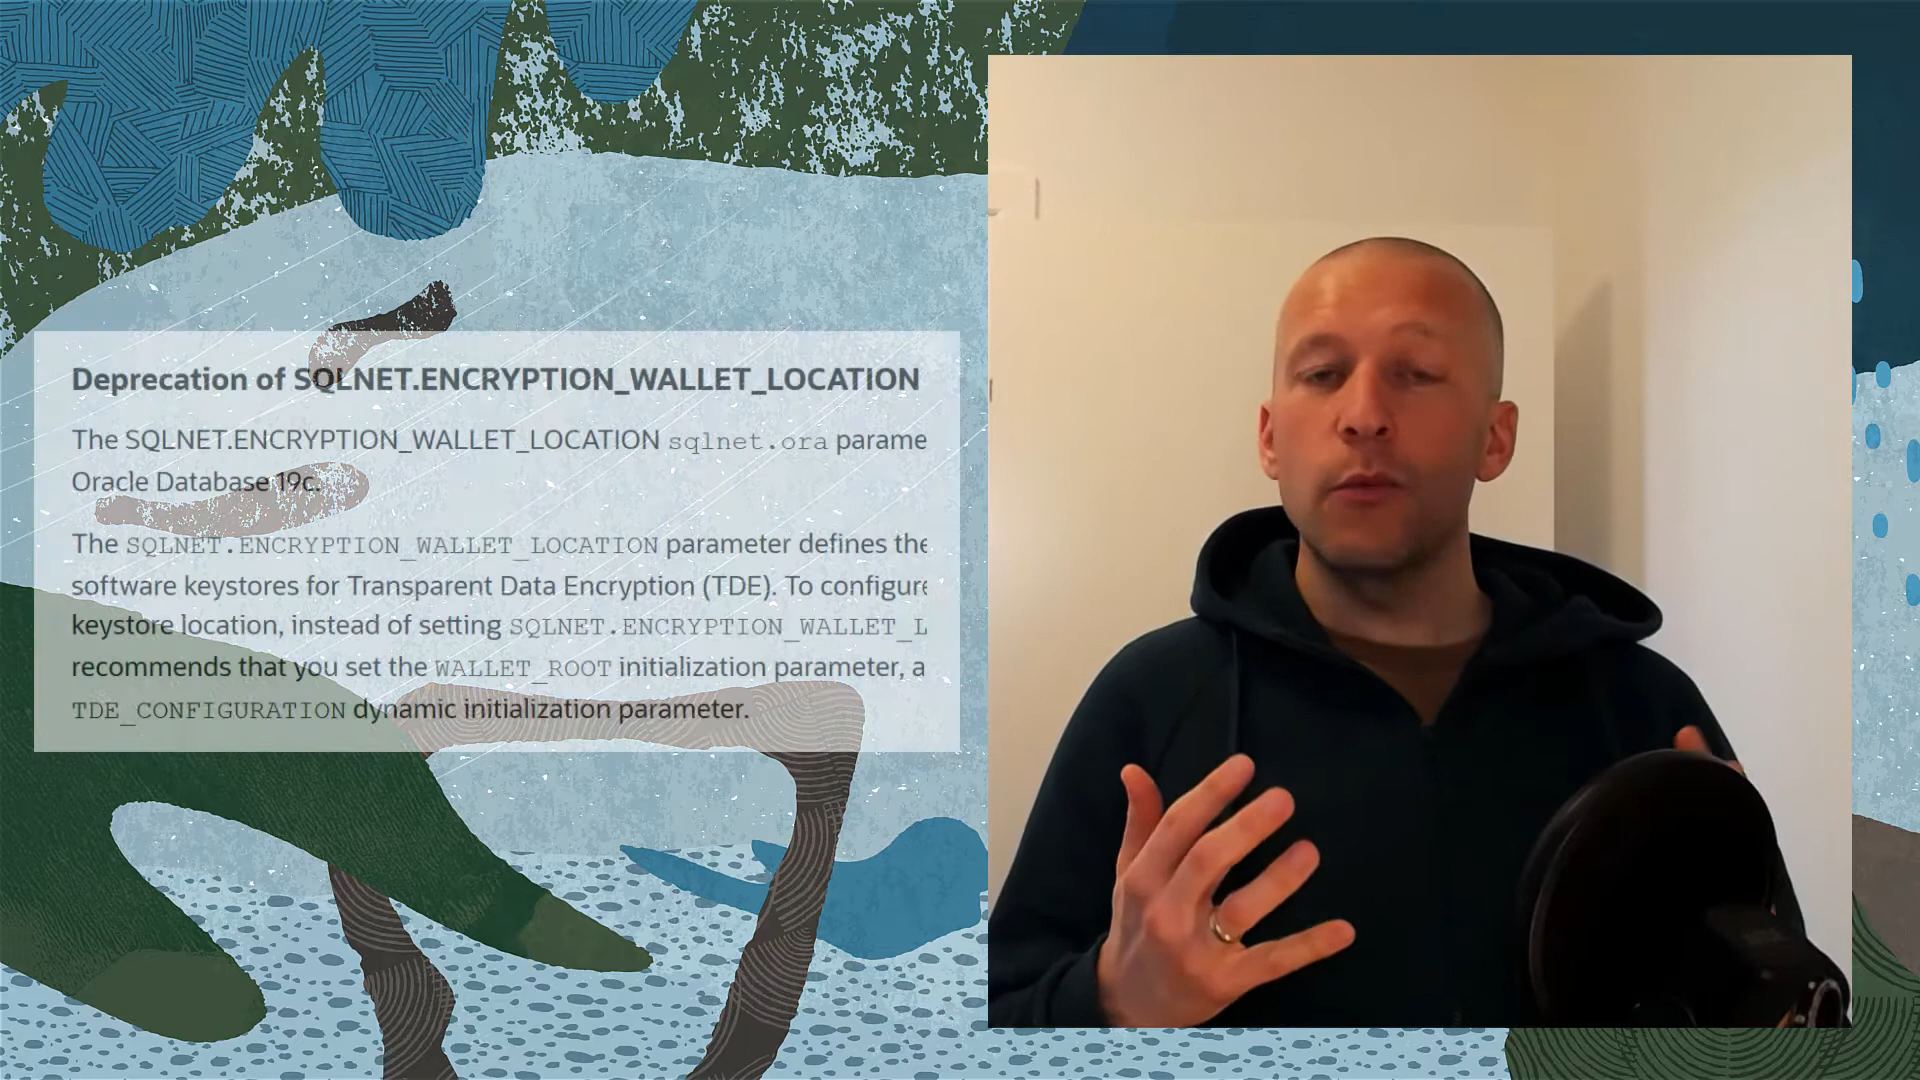 Deprecation of SQLNET.ENCRYPTION_WALLET_LOCATION
The SQLNET.ENCRYPTION_WALLET_LOCATION sqlnet.ora parame
Oracle Database 19c.
The SQLNET.ENCRYPTION_WALLET_LOCATION parameter defines the
software keystores for Transparent Data Encryption (TDE). To configure
keystore location, instead of setting SQLNET.ENCRYPTION_WALLET_L
recommends that you set the WALLET_ROOT initialization parameter, a
TDE_CONFIGURATION dynamic initialization parameter.